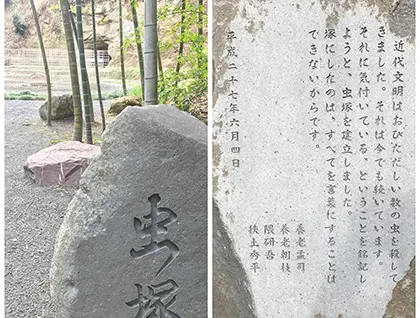 虫塚
近代文明はおびただしい数の虫を殺して
きました。それは今でも続いています。
それに気付いている、ということを銘記し
ようと、虫塚を建立しました。
塚にしたのは、すべてを言葉にすることは
できないからです。
平成二十七年六月四日
養老孟司
養老朝枝
隈研吾
挾土秀平